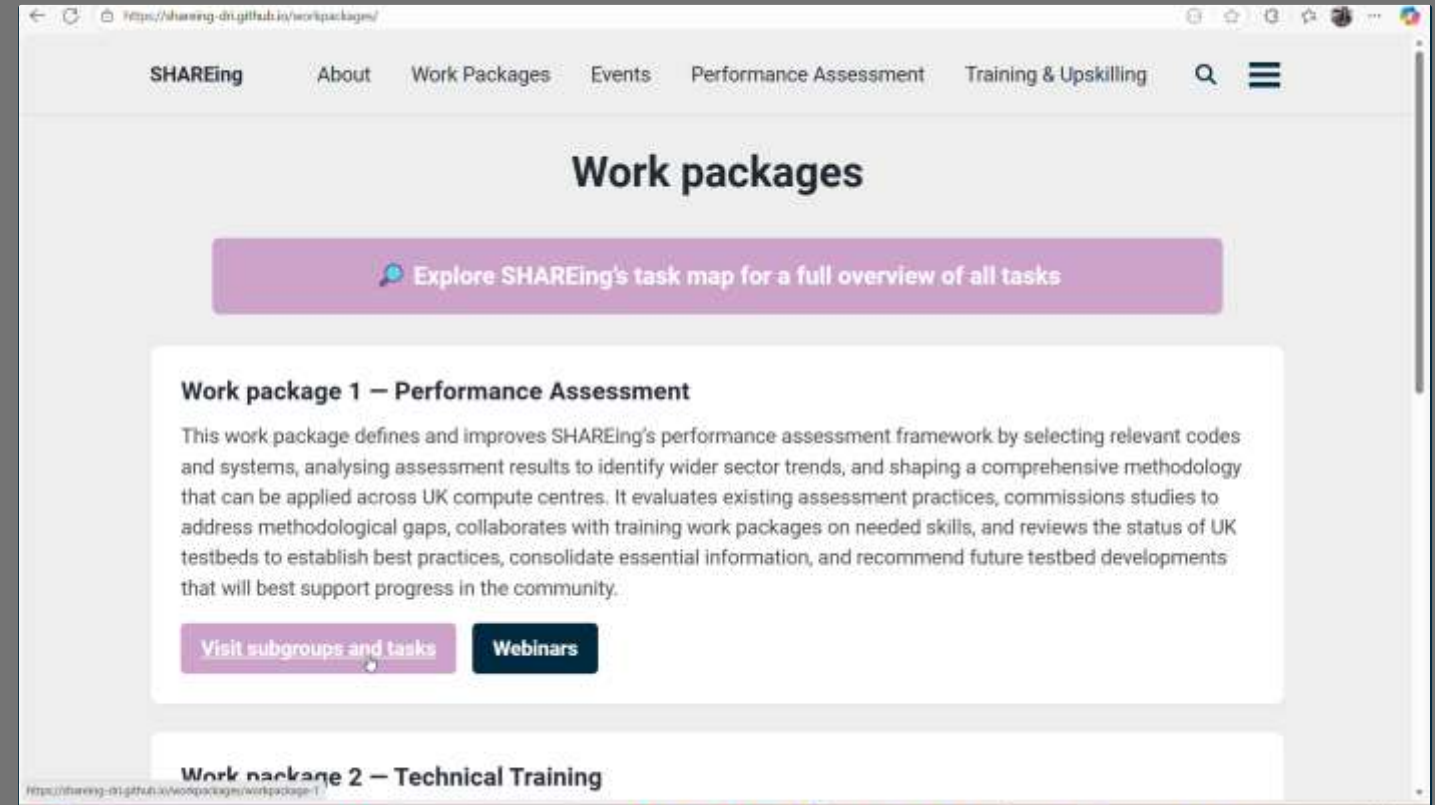 https://shareing-dri.github.io/workpackages/
SHAREing About Work Packages Events Performance Assessment Training & Upskilling
Work packages
Explore SHAREing's task map for a full overview of all tasks
Work package 1 — Performance Assessment
This work package defines and improves SHAREing's performance assessment framework by selecting relevant codes
and systems, analysing assessment results to identify wider sector trends, and shaping a comprehensive methodology
that can be applied across UK compute centres. It evaluates existing assessment practices, commissions studies to
address methodological gaps, collaborates with training work packages on needed skills, and reviews the status of UK
testbeds to establish best practices, consolidate essential information, and recommend future testbed developments
that will best support progress in the community.
Visit subgroups and tasks Webinars
Work package 2 — Technical Training
https://shareing-dri.github.io/workpackages/workpackage-1